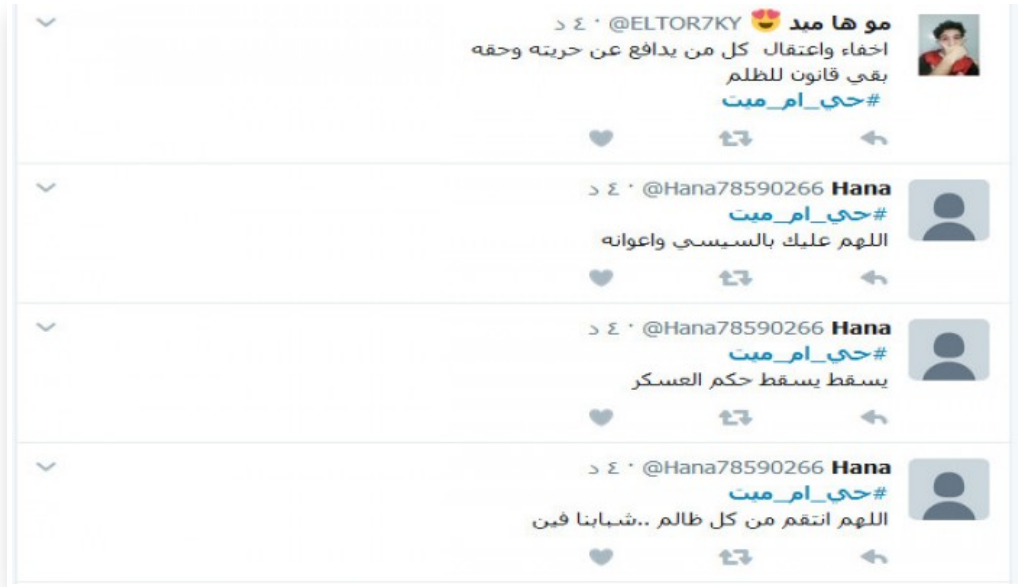 مو ها ميد 😍 @ELTOR7KY · ٤ د
اخفاء واعتقال كل من يدافع عن حريته وحقه
بقي قانون للظلم
#حي_ام_ميت
Hana @Hana78590266 · ٤ د
#حي_ام_ميت
اللهم عليك بالسيسي واعوانه
Hana @Hana78590266 · ٤ د
#حي_ام_ميت
يسقط يسقط حكم العسكر
Hana @Hana78590266 · ٤ د
#حي_ام_ميت
اللهم انتقم من كل ظالم ..شبابنا فين